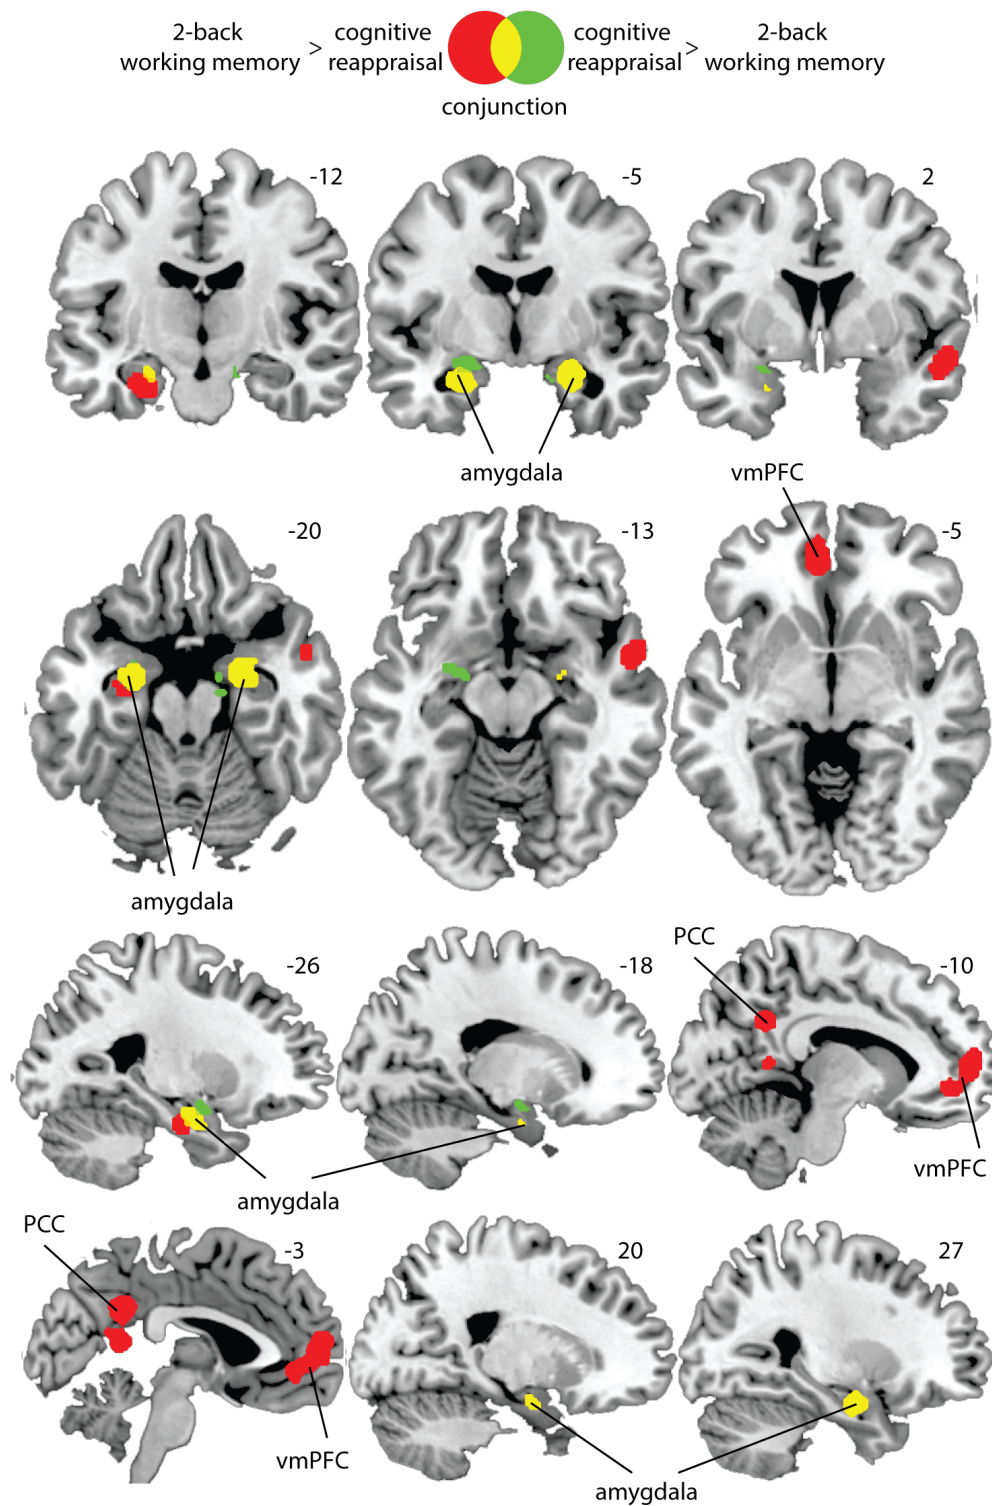 2-back working memory > cognitive reappraisal
cognitive reappraisal > 2-back working memory
conjunction
-12
-5
2
amygdala
vmPFC
-20
-13
-5
amygdala
PCC
-26
-18
-10
vmPFC
amygdala
PCC
-3
20
27
vmPFC
amygdala